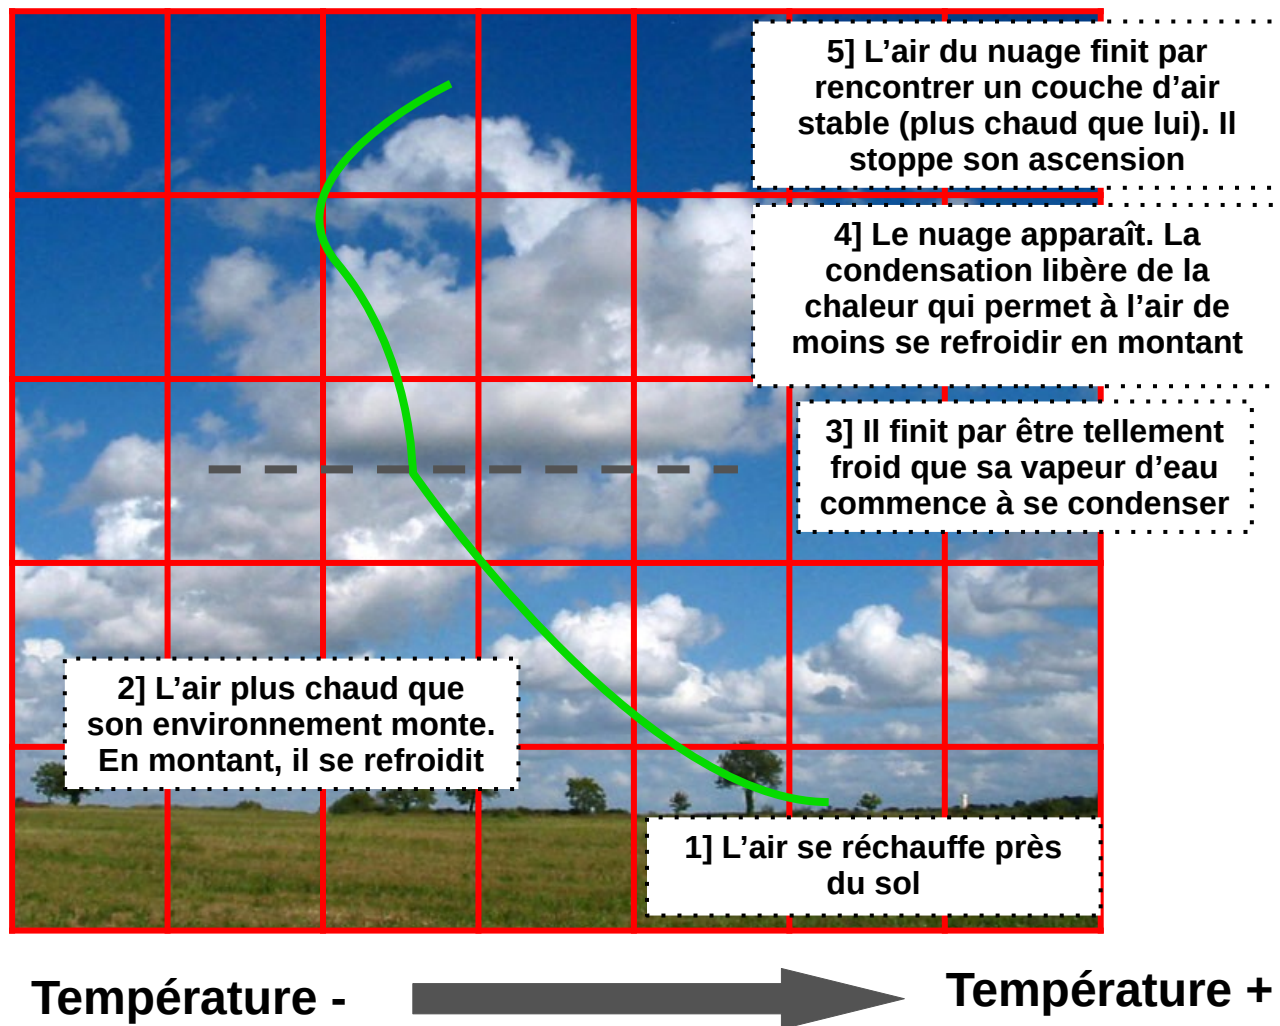 5] L'air du nuage finit par
rencontrer un couche d'air
stable (plus chaud que lui). Il
stoppe son ascension
4] Le nuage apparaît. La
condensation libère de la
chaleur qui permet à l'air de
moins se refroidir en montant
3] Il finit par être tellement
froid que sa vapeur d'eau
commence à se condenser
2] L'air plus chaud que
son environnement monte.
En montant, il se refroidit
1] L'air se réchauffe près
du sol
Température -
Température +